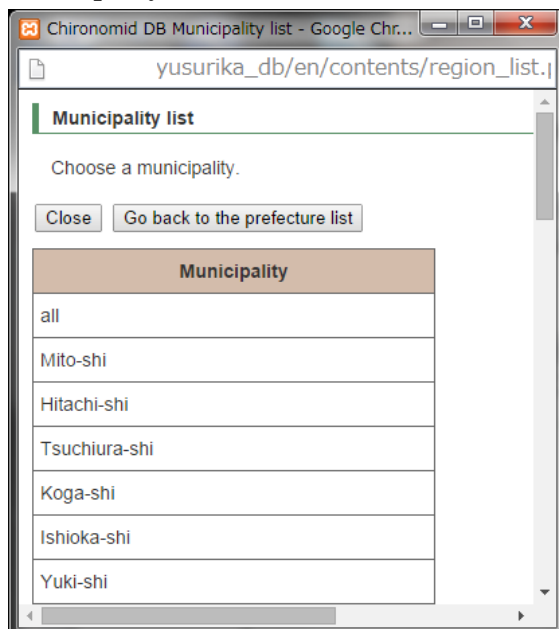 Chironomid DB Municipality list - Google Chr...
yusurika_db/en/contents/region_list.
Municipality list
Choose a municipality.
Close Go back to the prefecture list
Municipality
all
Mito-shi
Hitachi-shi
Tsuchiura-shi
Koga-shi
Ishioka-shi
Yuki-shi